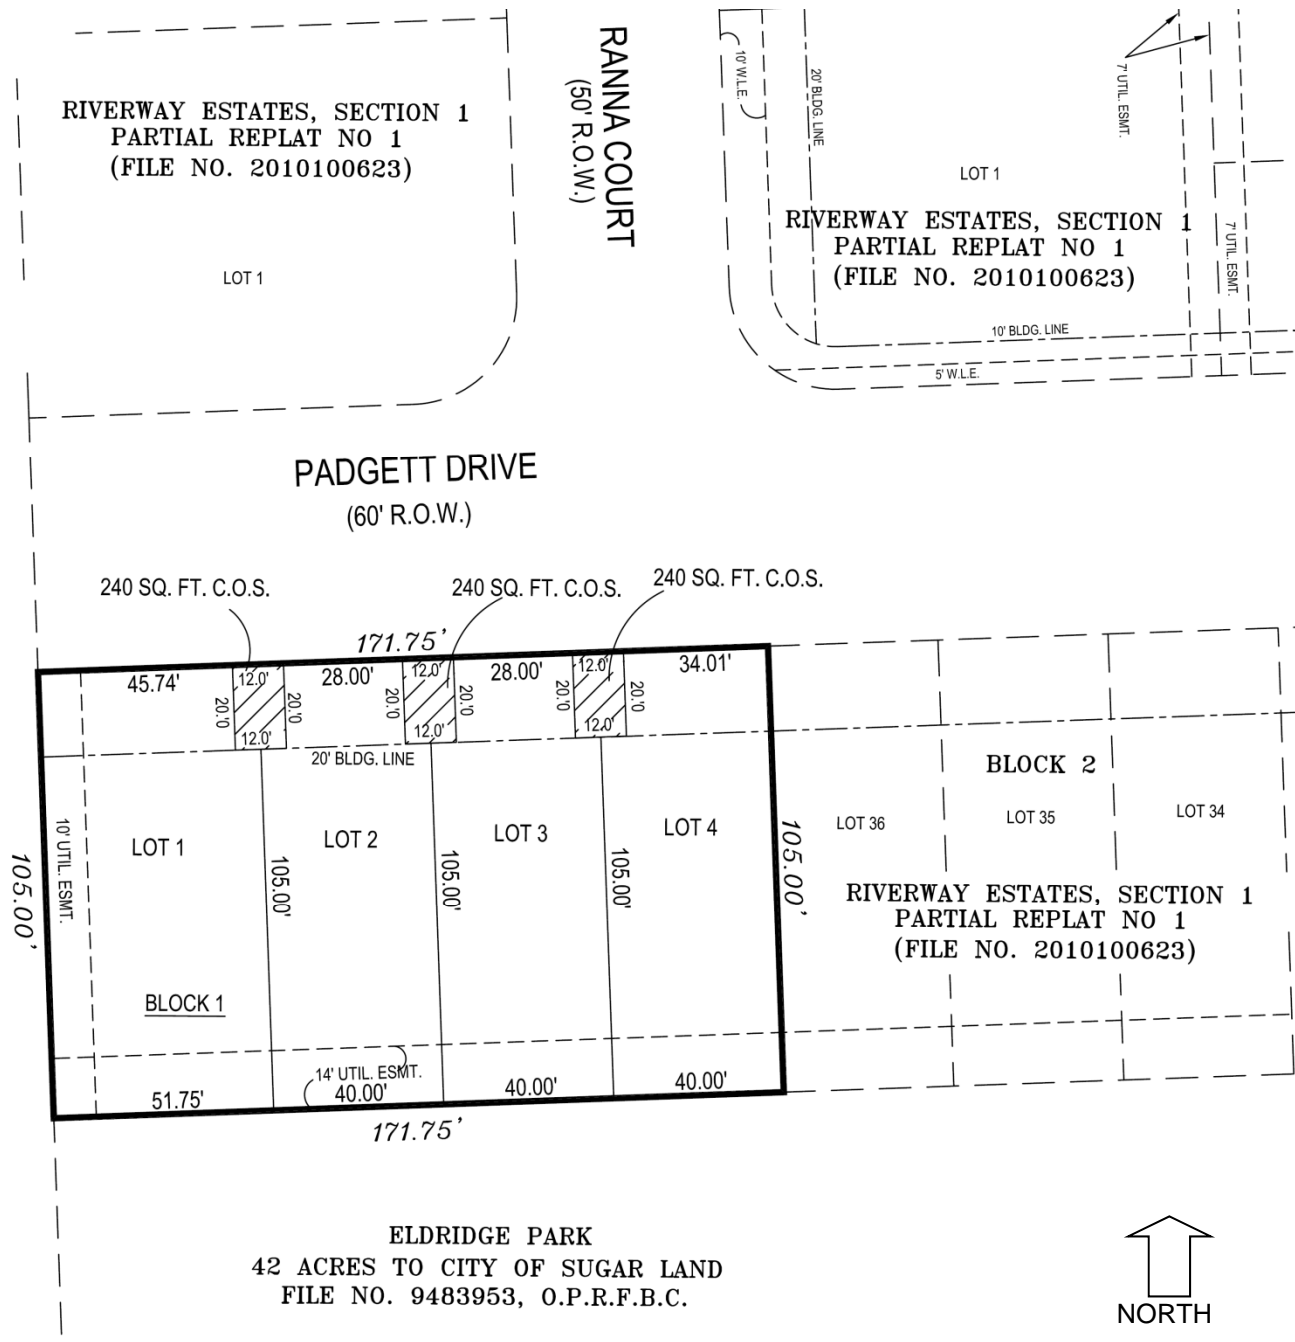 RIVERWAY ESTATES, SECTION 1
PARTIAL REPLAT NO 1
(FILE NO. 2010100623)
LOT 1
RANNA COURT
(50' R.O.W.)
10' W.L.E.
20' BLDG. LINE
7' UTIL. ESMT.
LOT 1
RIVERWAY ESTATES, SECTION 1
PARTIAL REPLAT NO 1
(FILE NO. 2010100623)
7' UTIL. ESMT.
10' BLDG. LINE
5' W.L.E.
PADGETT DRIVE
(60' R.O.W.)
240 SQ. FT. C.O.S.
240 SQ. FT. C.O.S.
240 SQ. FT. C.O.S.
171.75'
45.74'
12.0'
28.00'
12.0'
28.00'
12.0'
34.01'
20.'0
20.'0
20.'0
20.'0
20.'0
20.'0
12.0'
12.0'
12.0'
20' BLDG. LINE
BLOCK 2
LOT 1
LOT 2
LOT 3
LOT 4
LOT 36
LOT 35
LOT 34
10' UTIL. ESMT.
105.00'
105.00'
105.00'
105.00'
105.00'
RIVERWAY ESTATES, SECTION 1
PARTIAL REPLAT NO 1
(FILE NO. 2010100623)
BLOCK 1
14' UTIL. ESMT.
51.75'
40.00'
40.00'
40.00'
171.75'
ELDRIDGE PARK
42 ACRES TO CITY OF SUGAR LAND
FILE NO. 9483953, O.P.R.F.B.C.
NORTH